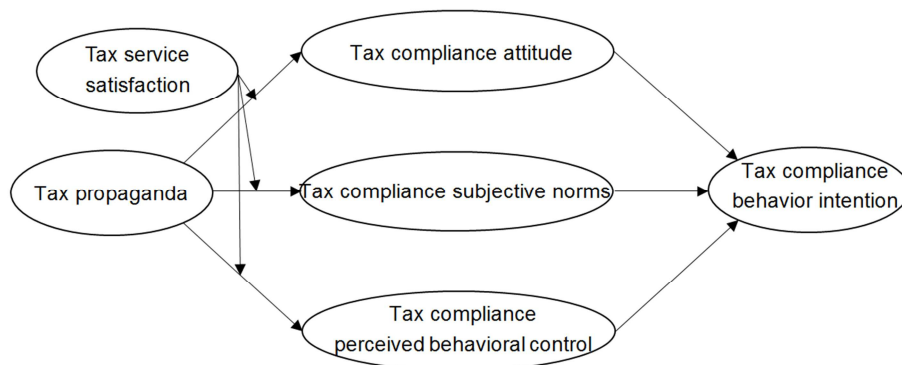 Tax service
satisfaction
Tax compliance attitude
Tax propaganda
Tax compliance subjective norms
Tax compliance
behavior intention
Tax compliance
perceived behavioral control